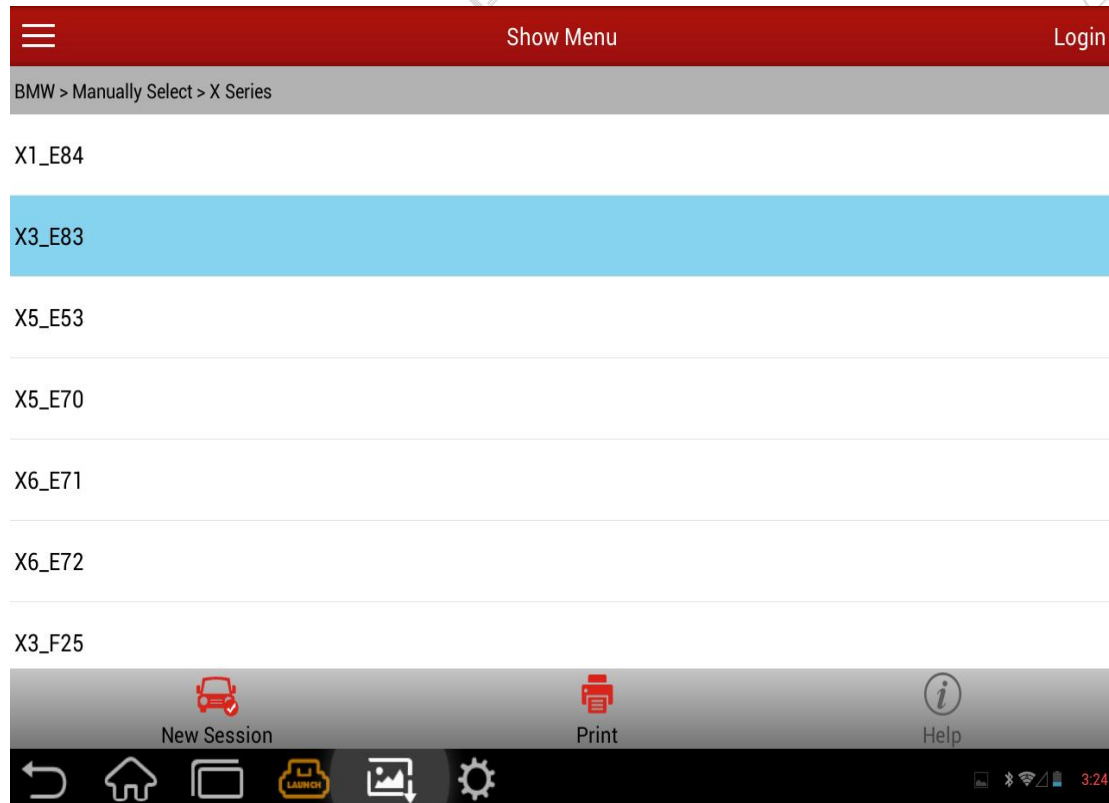 Show Menu
Login
BMW > Manually Select > X Series
X1_E84
X3_E83
X5_E53
X5_E70
X6_E71
X6_E72
X3_F25
New Session
Print
Help
LAUNCH
3:24